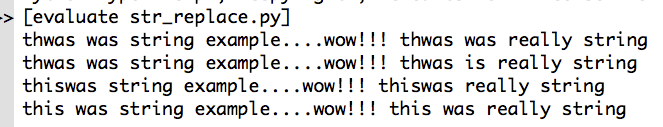 > [evaluate str_replace.py]
thwas was string example....wow!!! thwas was really string
thwas was string example....wow!!! thwas is really string
thiswas string example....wow!!! thiswas really string
this was string example....wow!!! this was really string